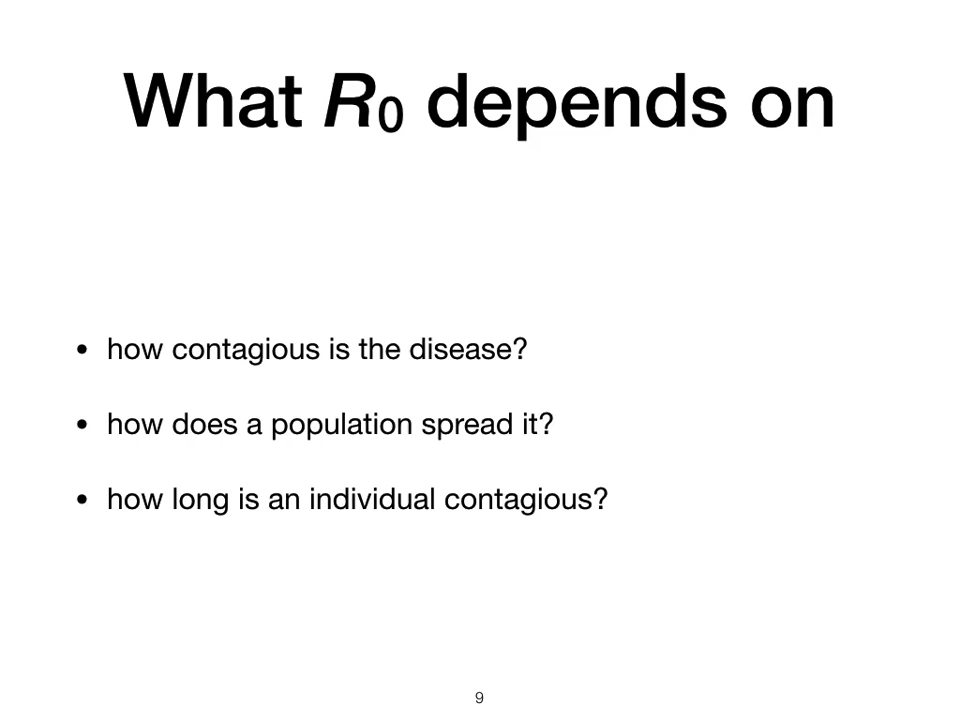 What R₀ depends on
• how contagious is the disease?
• how does a population spread it?
• how long is an individual contagious?
9